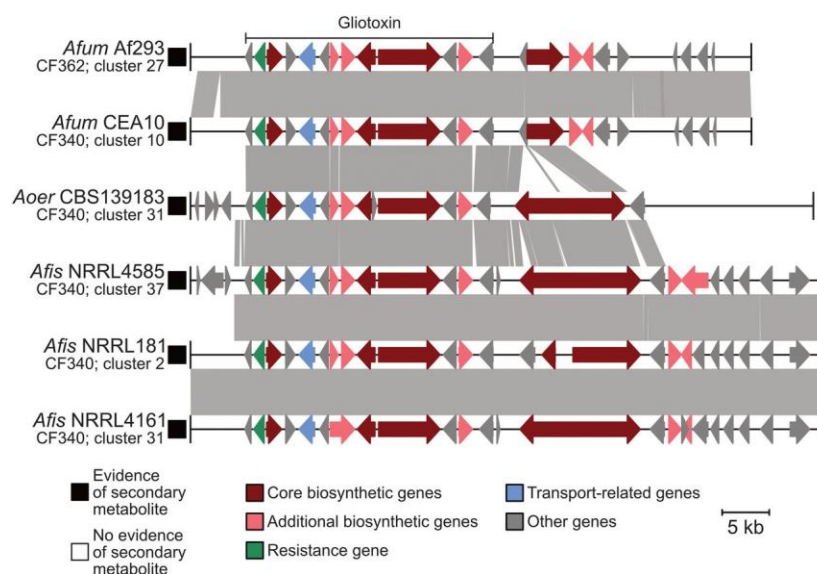 Gliotoxin
Afum Af293
CF362; cluster 27
Afum CEA10
CF340; cluster 10
Aoer CBS139183
CF340; cluster 31
Afis NRRL4585
CF340; cluster 37
Afis NRRL181
CF340; cluster 2
Afis NRRL4161
CF340; cluster 31
Evidence
of secondary
metabolite
No evidence
of secondary
metabolite
Core biosynthetic genes
Additional biosynthetic genes
Resistance gene
Transport-related genes
Other genes
5 kb